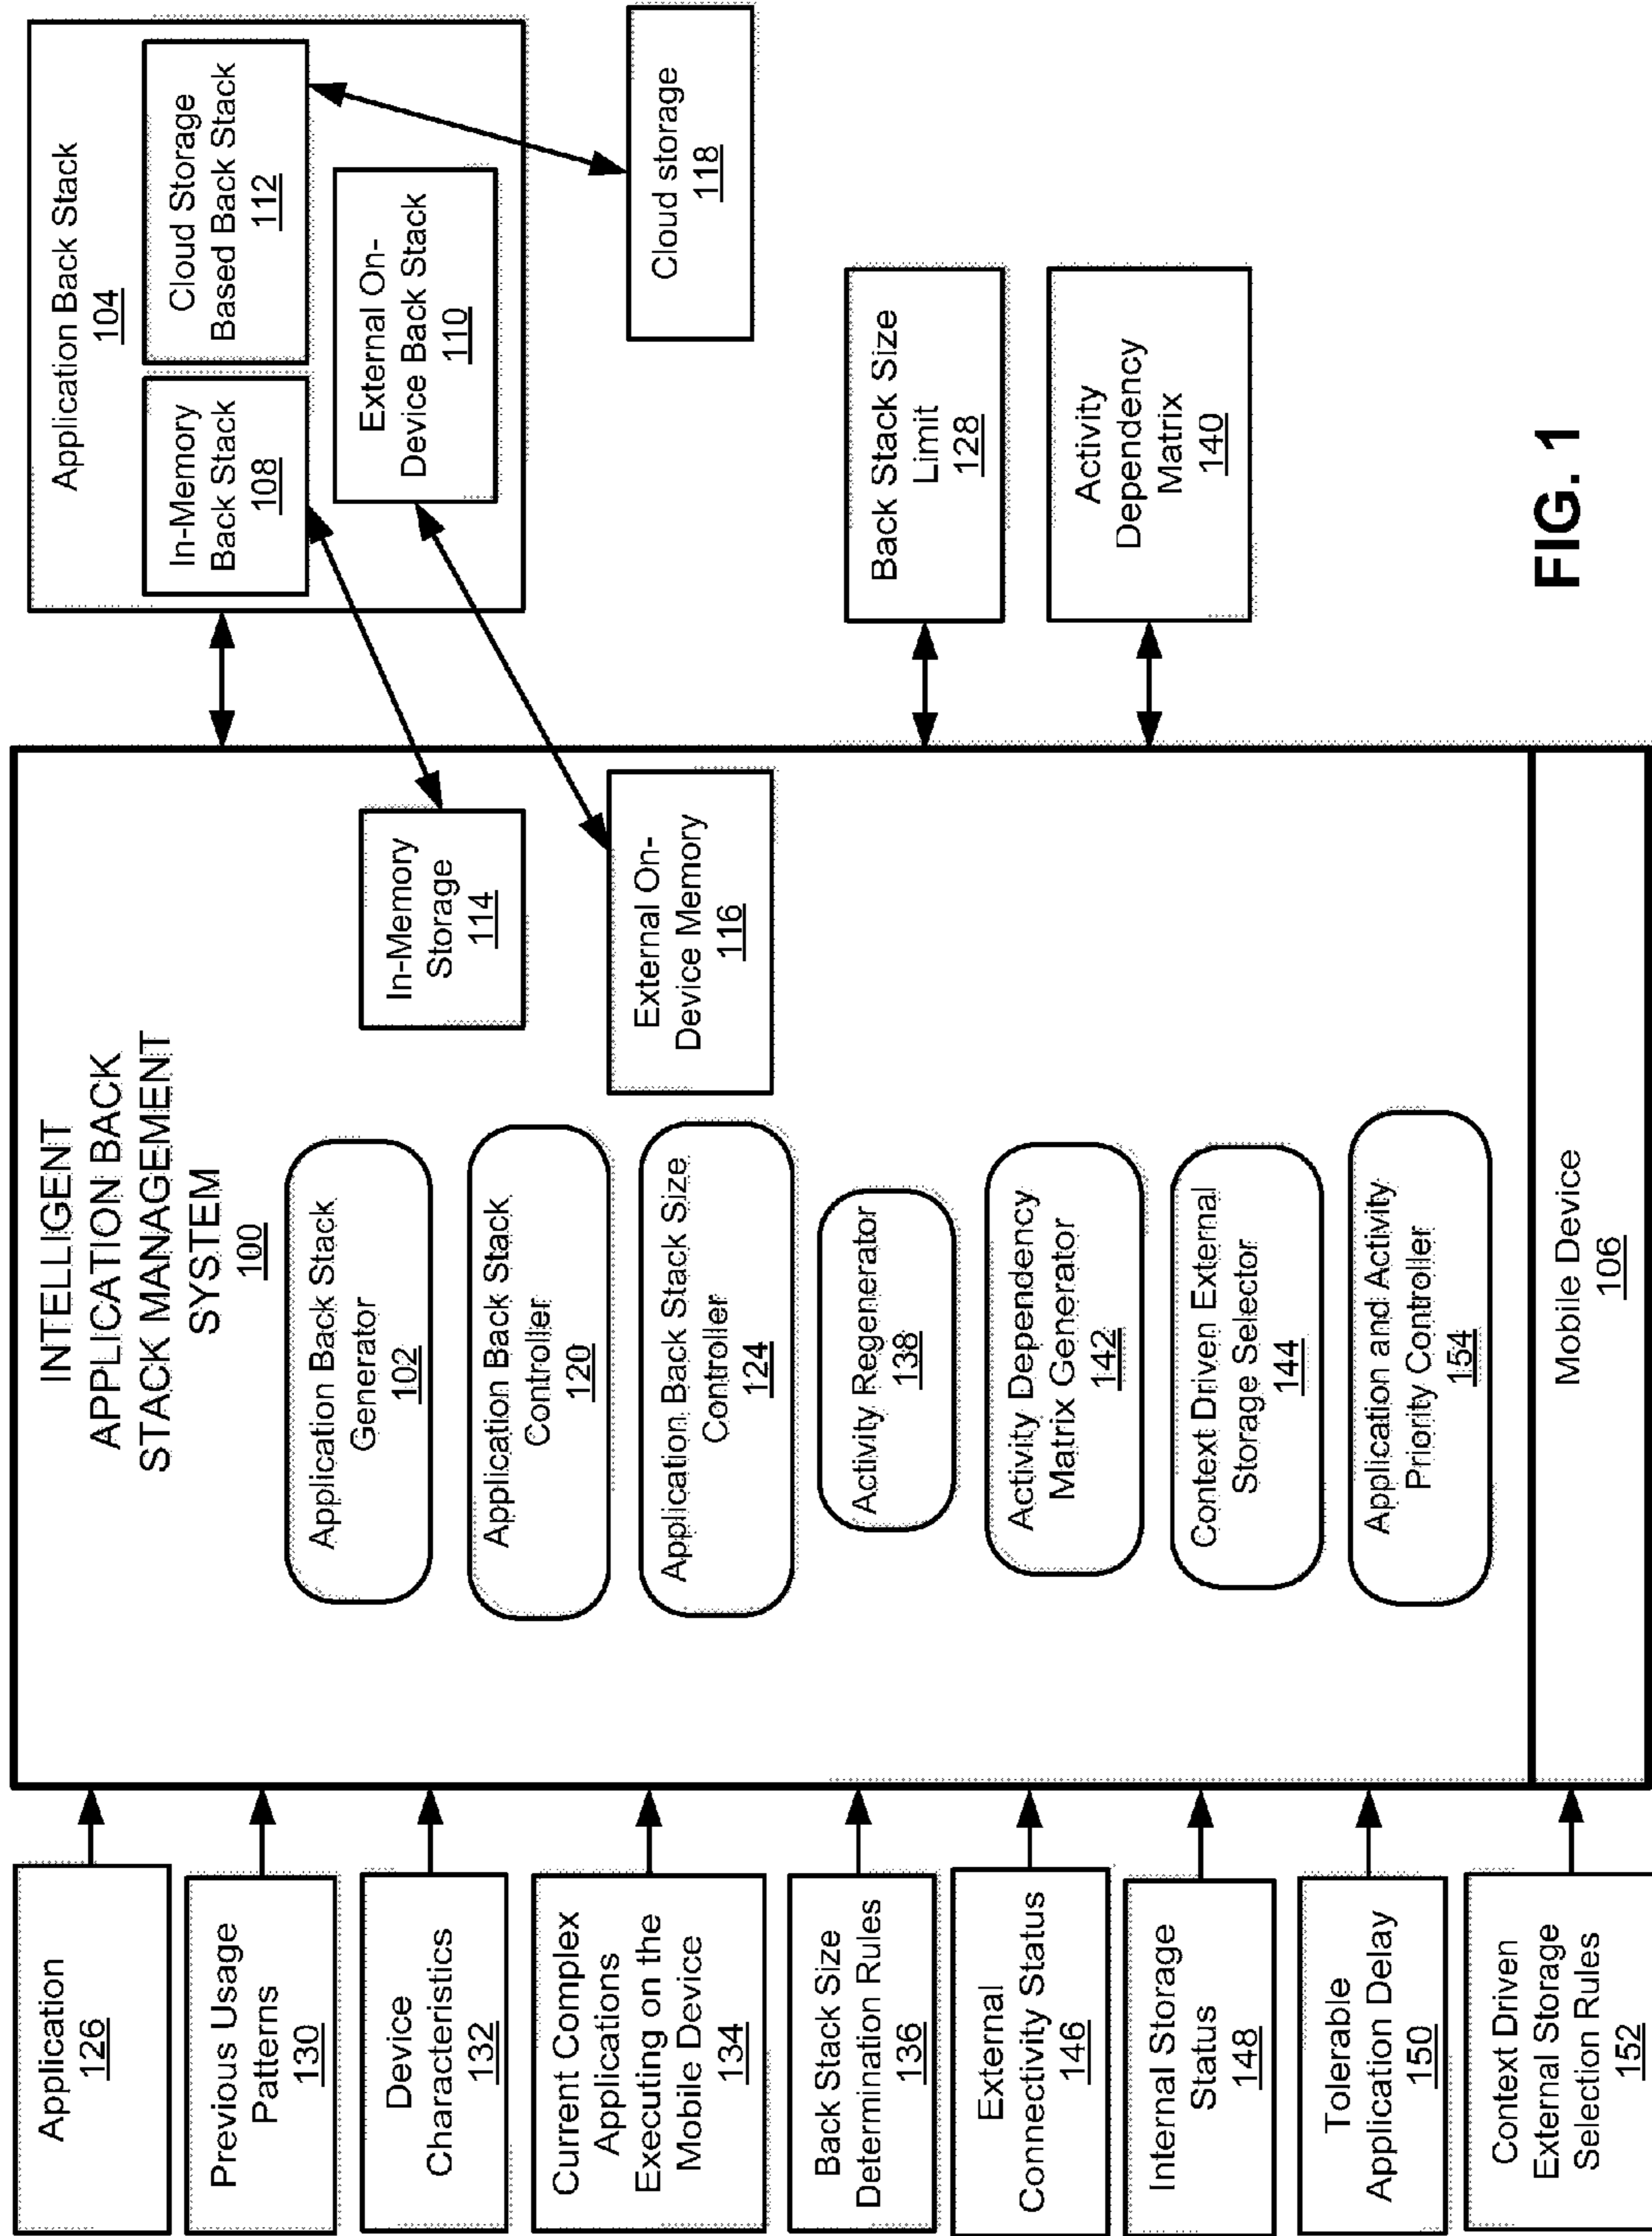 Application
126
Previous Usage
Patterns
130
Device
Characteristics
132
Current Complex
Applications
Executing on the
Mobile Device
134
Back Stack Size
Determination Rules
136
External
Connectivity Status
146
Internal Storage
Status
148
Tolerable
Application Delay
150
Context Driven
External Storage
Selection Rules
152
INTELLIGENT
APPLICATION BACK
STACK MANAGEMENT
SYSTEM
100
Application Back Stack
Generator
102
Application Back Stack
Controller
120
Application Back Stack Size
Controller
124
Activity Regenerator
138
Activity Dependency
Matrix Generator
142
Context Driven External
Storage Selector
144
Application and Activity
Priority Controller
154
In-Memory
Storage
114
External On-
Device Memory
116
Mobile Device
106
Application Back Stack
104
In-Memory
Back Stack
108
Cloud Storage
Based Back Stack
112
External On-
Device Back Stack
110
Cloud storage
118
Back Stack Size
Limit
128
Activity
Dependency
Matrix
140
FIG. 1